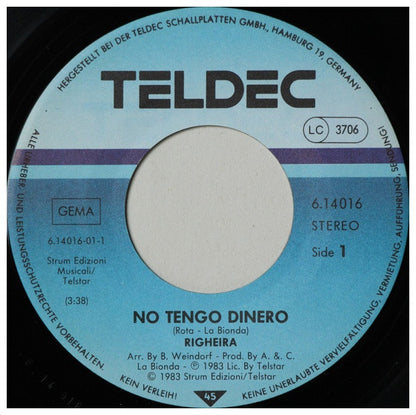 HERGESTELLT BEI DER TELDEC SCHALLPLATTEN GMBH., HAMBURG 19, GERMANY
TELDEC
LC 3706
GEMA
6.14016
STEREO
6.14016-01-1
Side 1
Strum Edizioni
Musicali/
Telstar
(3:38)
NO TENGO DINERO
(Rota - La Bionda)
RIGHEIRA
Arr. By B. Weindorf - Prod. By A. & C.
La Bionda - ℗ 1983 Lic. By Telstar
© 1983 Strum Edizioni/Telstar
45
ALLE URHEBER- UND LEISTUNGSSCHUTZRECHTE VORBEHALTEN.
KEIN VERLEIH!
KEINE UNERLAUBTE VERVIELFÄLTIGUNG, VERMIETUNG, AUFFÜHRUNG, SENDUNG!